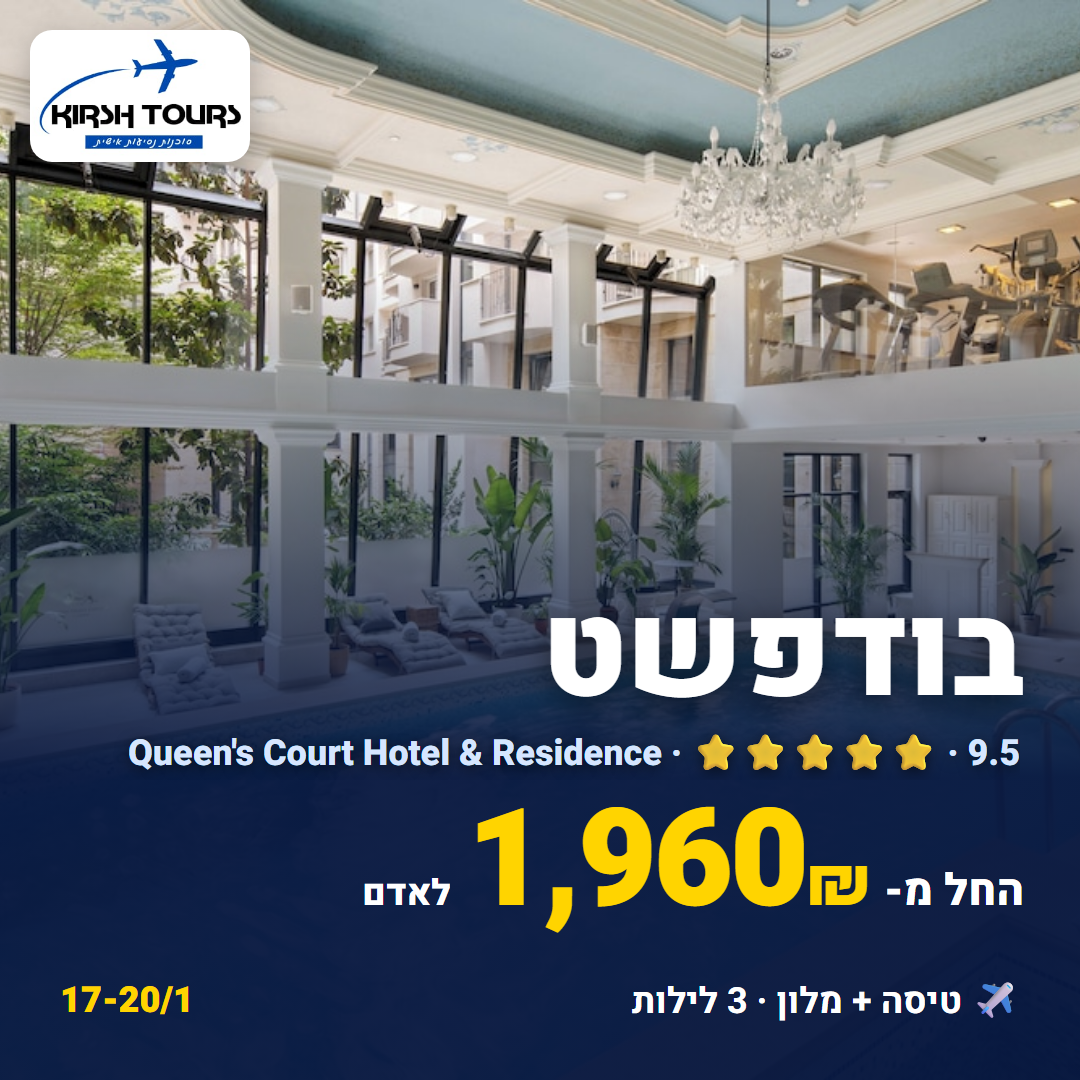 KIRSH TOURS
סוכנות נסיעות אישית
בודפשט
Queen's Court Hotel & Residence · ⭐⭐⭐⭐⭐ · 9.5
החל מ- ₪1,960 לאדם
✈️ טיסה + מלון · 3 לילות
17-20/1